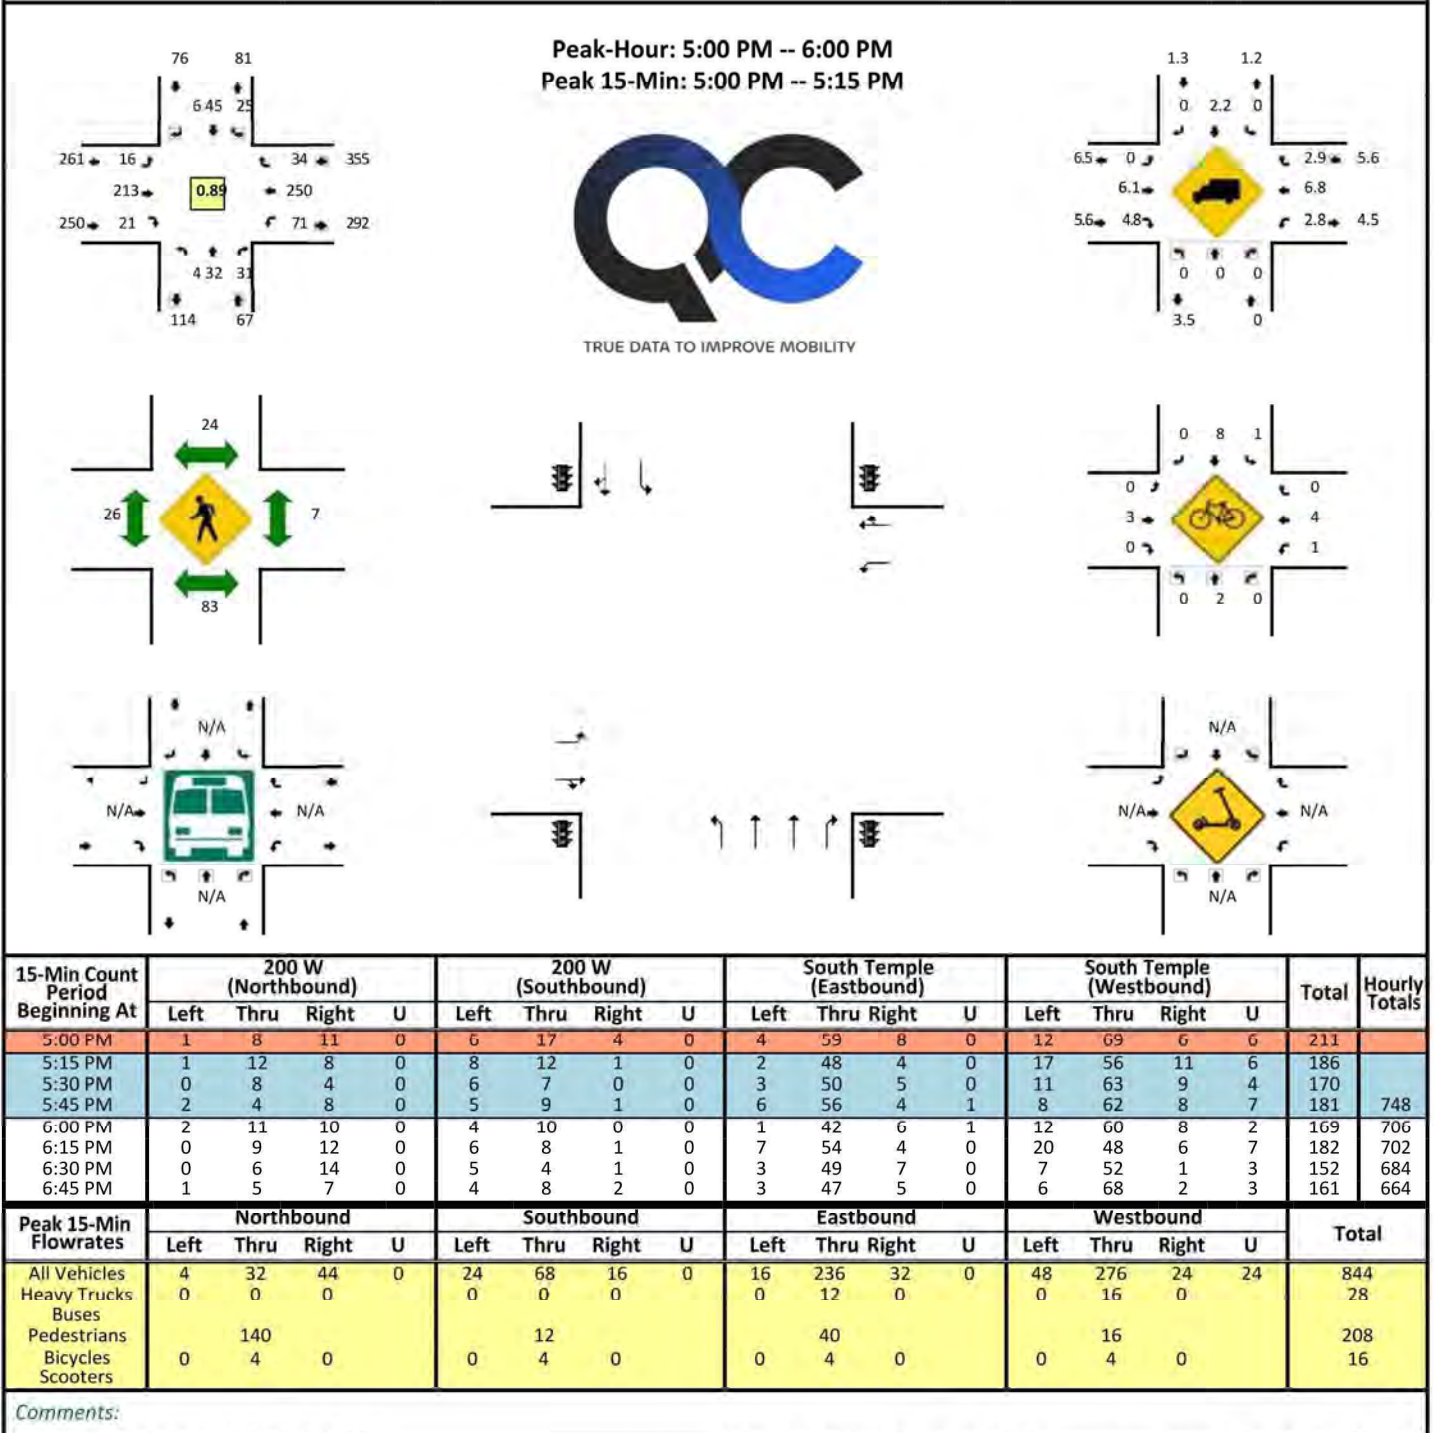 Peak-Hour: 5:00 PM -- 6:00 PM
Peak 15-Min: 5:00 PM -- 5:15 PM
76 81
6 45 25
261 16 34 355
213 0.89 250
250 21 71 292
4 32 31
114 67
QC
TRUE DATA TO IMPROVE MOBILITY
1.3 1.2
0 2.2 0
6.5 0 2.9 5.6
6.1 6.8
5.6 4.8 2.8 4.5
0 0 0
3.5 0
24
26 7
83
0 8 1
0 0
3 4
0 1
0 2 0
N/A
N/A N/A
N/A
N/A
N/A N/A
N/A
15-Min Count Period Beginning At 200 W (Northbound) 200 W (Southbound) South Temple (Eastbound) South Temple (Westbound) Total Hourly Totals
Left Thru Right U Left Thru Right U Left Thru Right U Left Thru Right U
5:00 PM 1 8 11 0 6 17 4 0 4 59 8 0 12 69 6 6 211
5:15 PM 1 12 8 0 8 12 1 0 2 48 4 0 17 56 11 6 186
5:30 PM 0 8 4 0 6 7 0 0 3 50 5 0 11 63 9 4 170
5:45 PM 2 4 8 0 5 9 1 0 6 56 4 1 8 62 8 7 181 748
6:00 PM 2 11 10 0 4 10 0 0 1 42 6 1 12 60 8 2 169 706
6:15 PM 0 9 12 0 6 8 1 0 7 54 4 0 20 48 6 7 182 702
6:30 PM 0 6 14 0 5 4 1 0 3 49 7 0 7 52 1 3 152 684
6:45 PM 1 5 7 0 4 8 2 0 3 47 5 0 6 68 2 3 161 664
Peak 15-Min Flowrates Northbound Southbound Eastbound Westbound Total
Left Thru Right U Left Thru Right U Left Thru Right U Left Thru Right U
All Vehicles 4 32 44 0 24 68 16 0 16 236 32 0 48 276 24 24 844
Heavy Trucks 0 0 0 0 0 0 0 12 0 0 16 0 28
Buses
Pedestrians 140 12 40 16 208
Bicycles 0 4 0 0 4 0 0 4 0 0 4 0 16
Scooters
Comments: